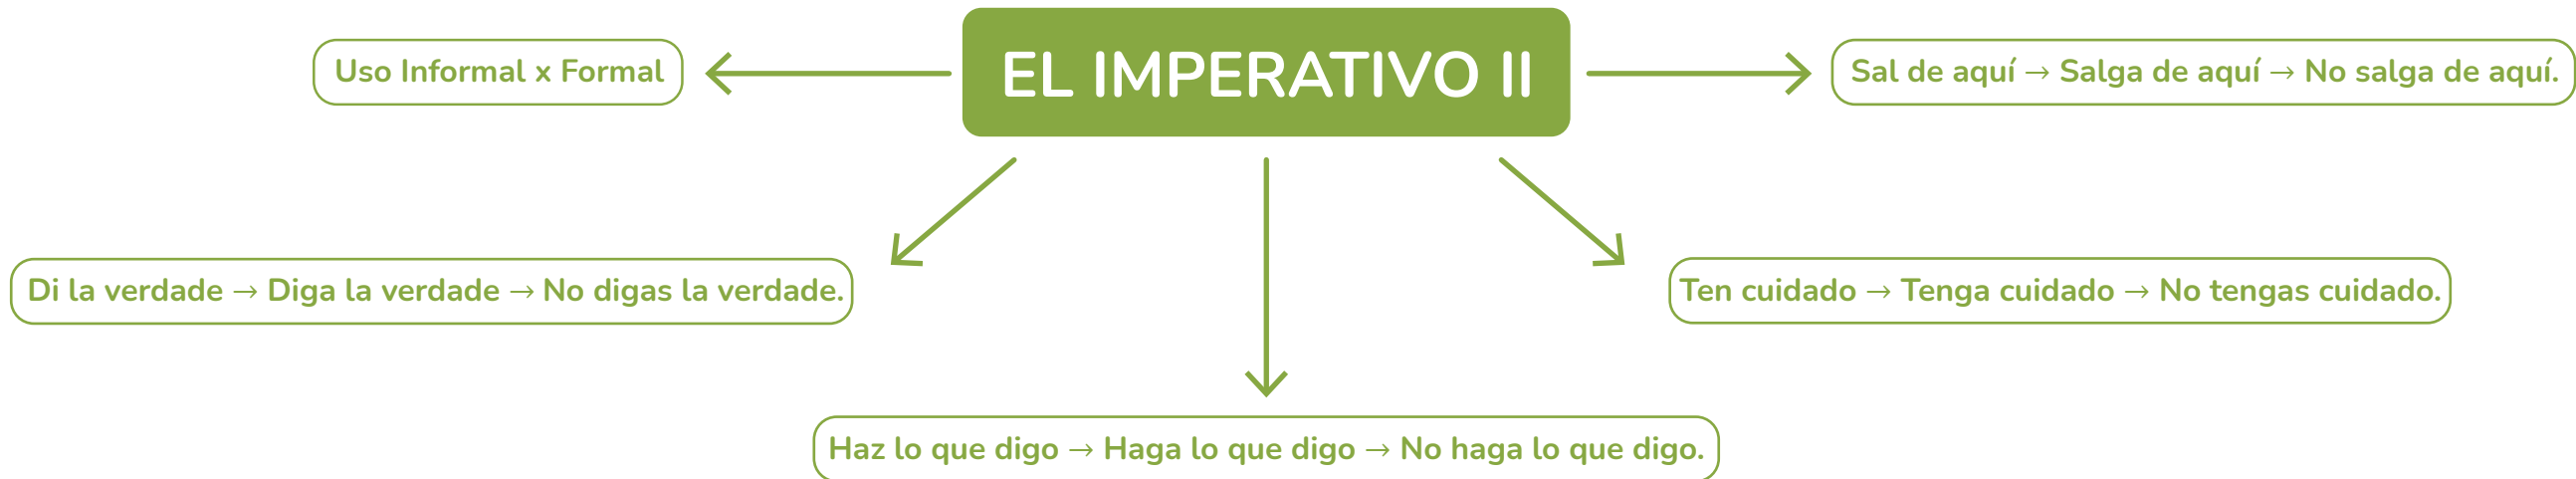 EL IMPERATIVO II
Uso Informal x Formal
Sal de aquí → Salga de aquí → No salga de aquí.
Di la verdade → Diga la verdade → No digas la verdade.
Ten cuidado → Tenga cuidado → No tengas cuidado.
Haz lo que digo → Haga lo que digo → No haga lo que digo.